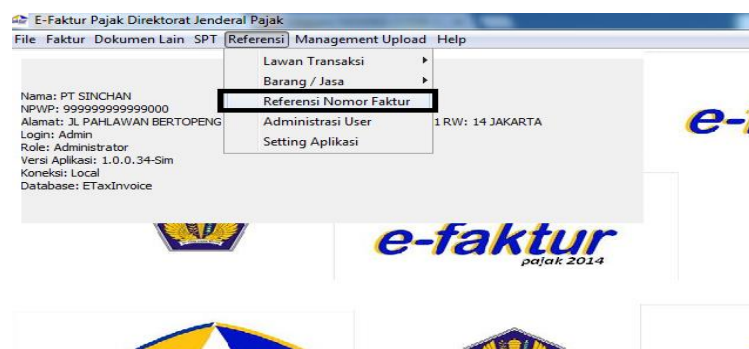 E-Faktur Pajak Direktorat Jenderal Pajak
File Faktur Dokumen Lain SPT Referensi Management Upload Help
Lawan Transaksi
Barang / Jasa
Referensi Nomor Faktur
Administrasi User
Setting Aplikasi
Nama: PT SINCHAN
NPWP: 999999999999000
Alamat: JL PAHLAWAN BERTOPENG 1 RW: 14 JAKARTA
Login: Admin
Role: Administrator
Versi Aplikasi: 1.0.0.34-Sim
Koneksi: Local
Database: ETaxInvoice
e-f
e-faktur
pajak 2014